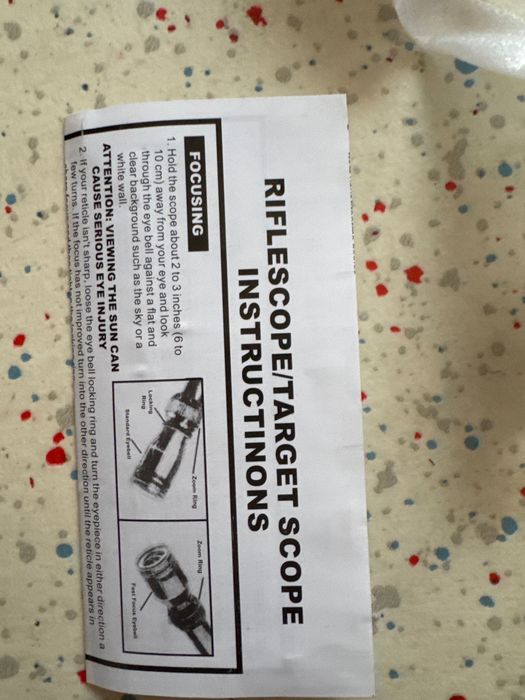 RIFLESCOPE/TARGET SCOPE
INSTRUCTINONS
FOCUSING
1. Hold the scope about 2 to 3 inches (6 to
10 cm) away from your eye and look
through the eye bell against a flat and
clear background such as the sky or a
white wall.
ATTENTION: VIEWING THE SUN CAN
CAUSE SERIOUS EYE INJURY
Zoom Ring
Locking
Ring
Standard Eyebell
Zoom Ring
Fast Focus Eyebell
2. If your reticle isn't sharp, loose the eye bell locking ring and turn the eyepiece in either direction a
few turns. If the focus has not improved turn into the other direction until the reticle appears in